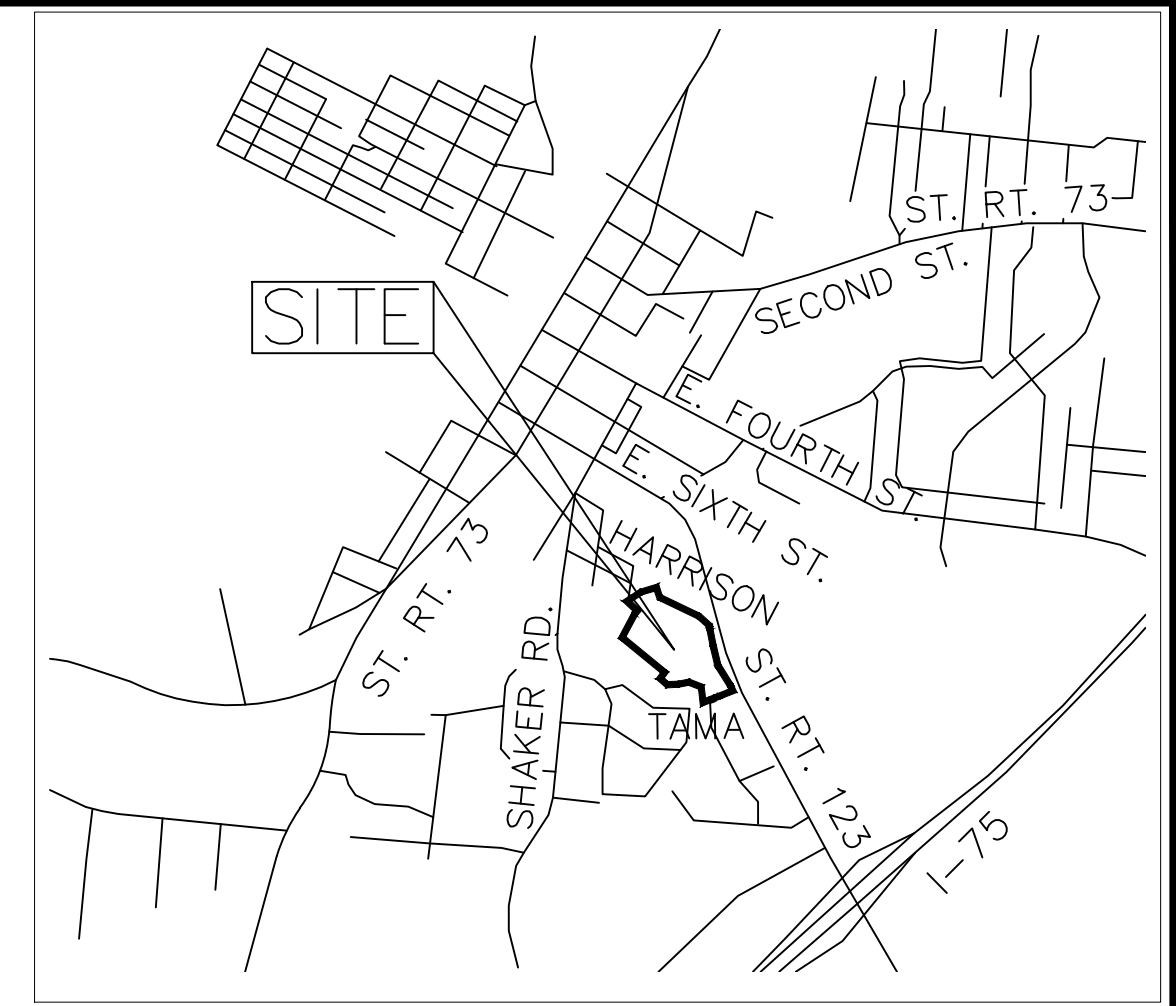 ST. RT. 73
SECOND ST.
SITE
E. FOURTH ST.
E. SIXTH ST.
HARRISON
ST. RT. 73
SHAKER RD.
ST. RT. 123
TAMA
I-75